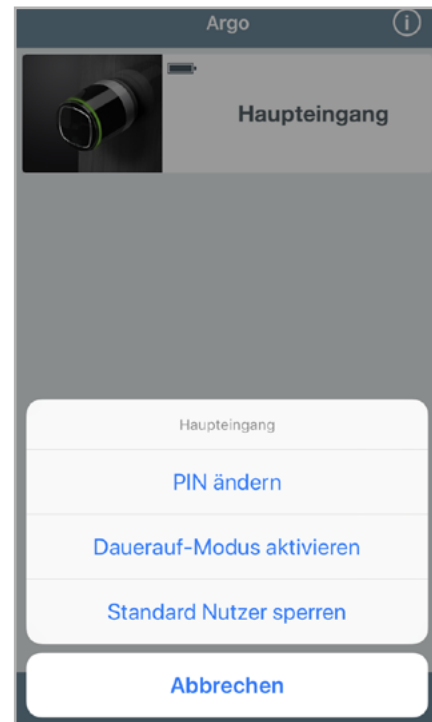 Argo
Haupteingang
Haupteingang
PIN ändern
Dauerauf-Modus aktivieren
Standard Nutzer sperren
Abbrechen